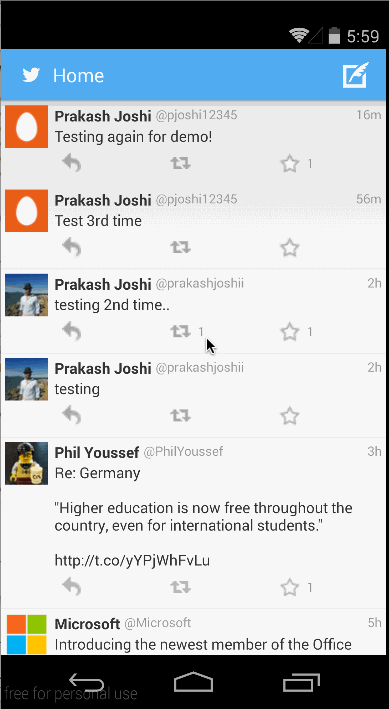 5:59
Home
Prakash Joshi @pjoshi12345 16m
Testing again for demo!
1
Prakash Joshi @pjoshi12345 56m
Test 3rd time
Prakash Joshi @prakashjoshii 2h
testing 2nd time..
1 1
Prakash Joshi @prakashjoshii 2h
testing
Phil Youssef @PhilYoussef 3h
Re: Germany
"Higher education is now free throughout the
country, even for international students."
http://t.co/yYPjWhFvLu
1
Microsoft @Microsoft 5h
Introducing the newest member of the Office
free for personal use